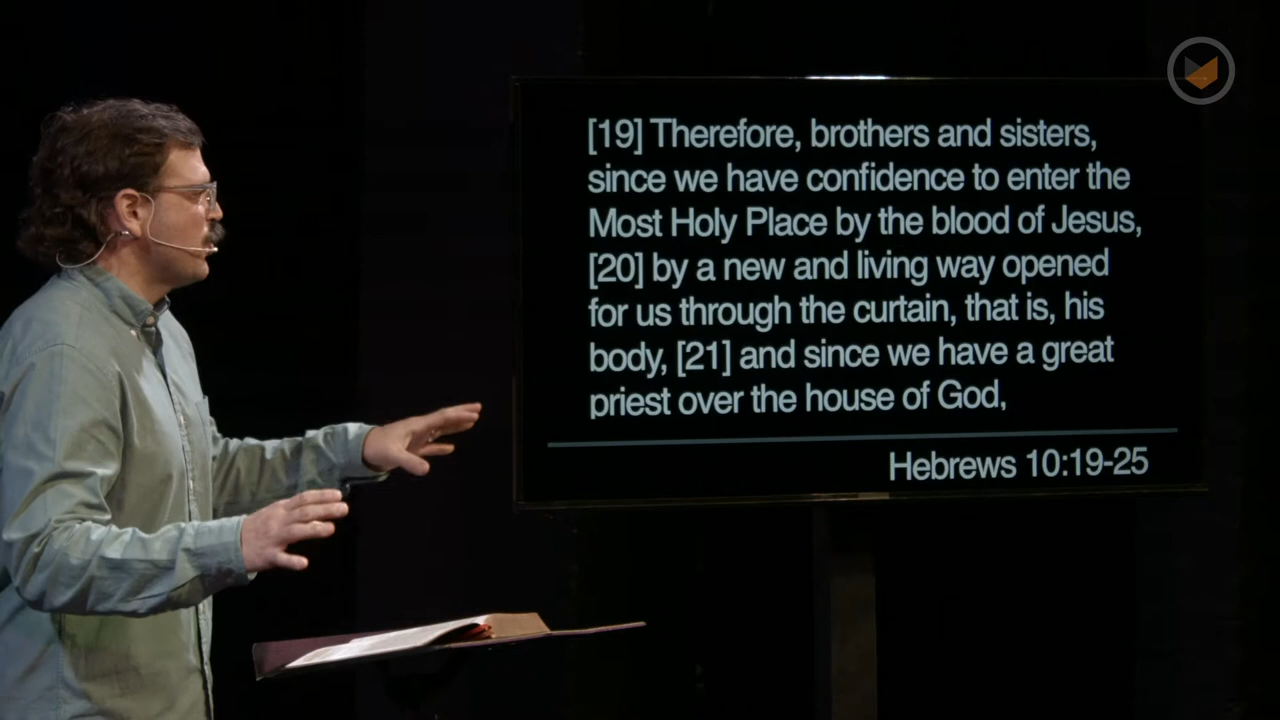 [19] Therefore, brothers and sisters,
since we have confidence to enter the
Most Holy Place by the blood of Jesus,
[20] by a new and living way opened
for us through the curtain, that is, his
body, [21] and since we have a great
priest over the house of God,
Hebrews 10:19-25